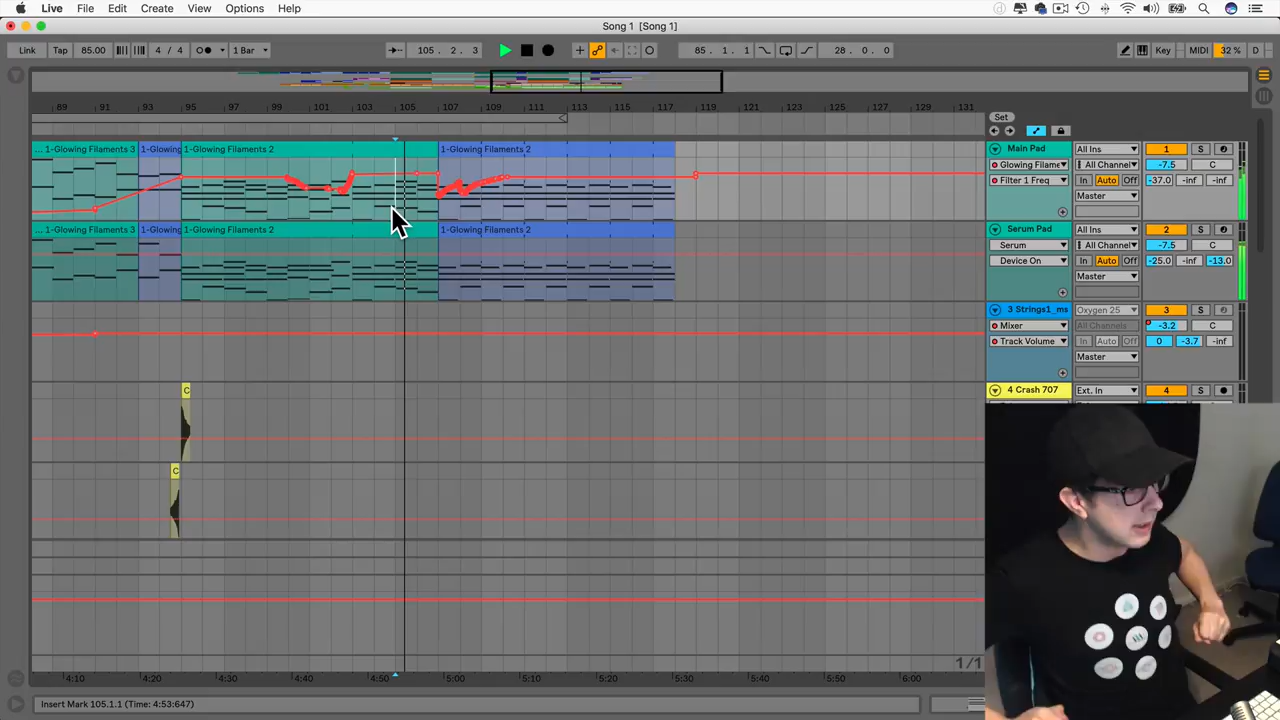 Live File Edit Create View Options Help
Song 1 [Song 1]
Link Tap 85.00 4 / 4 1 Bar 105. 2. 3 85. 1. 1 28. 0. 0 Key MIDI 32 % D
89 91 93 95 97 99 101 103 105 107 109 111 113 115 117 119 121 123 125 127 129 131
Set
... 1-Glowing Filaments 3 1-Glowing 1-Glowing Filaments 2 1-Glowing Filaments 2 Main Pad All Ins 1 S
Glowing Filame All Channel -7.5 C
Filter 1 Freq In Auto Off -37.0 -inf
Master
1-Glowing Filaments 3 1-Glowing 1-Glowing Filaments 2 1-Glowing Filaments 2 Serum Pad All Ins 2 S
Serum All Channel -7.5 C
Device On In Auto Off -25.0 -inf -13.0
Master
3 Strings1_ms Oxygen 25 3 S
Mixer All Channels -3.2 C
Track Volume In Auto Off 0 -3.7 -inf
Master
C 4 Crash 707 Ext. In 4 S
C
1/1
4:10 4:20 4:30 4:40 4:50 5:00 5:10 5:20 5:30 5:40 5:50 6:00
Insert Mark 105.1.1 (Time: 4:53:647)